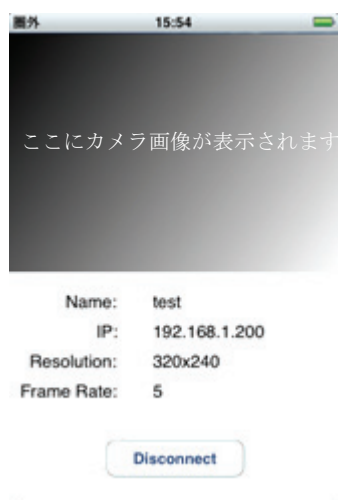 圏外 15:54
ここにカメラ画像が表示されます
Name: test
IP: 192.168.1.200
Resolution: 320x240
Frame Rate: 5
Disconnect